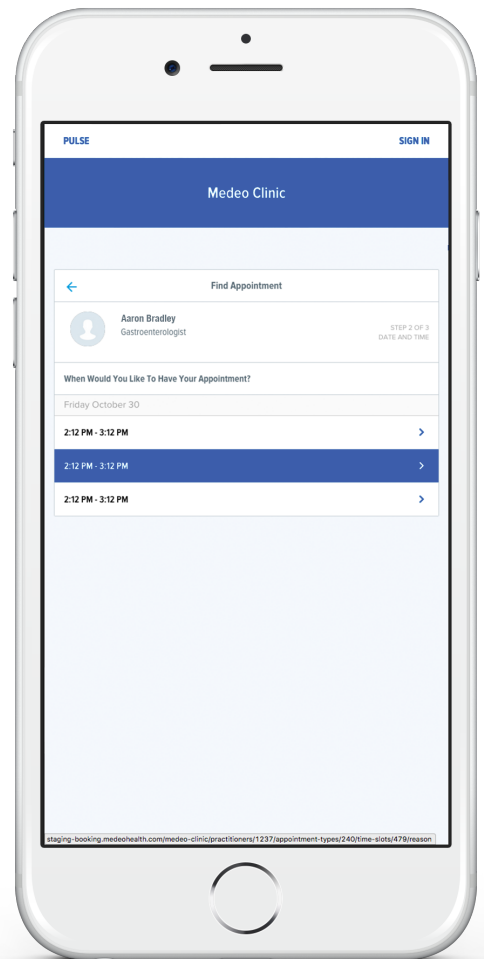 PULSE SIGN IN
Medeo Clinic
Find Appointment
Aaron Bradley
Gastroenterologist
STEP 2 OF 3
DATE AND TIME
When Would You Like To Have Your Appointment?
Friday October 30
2:12 PM - 3:12 PM
2:12 PM - 3:12 PM
2:12 PM - 3:12 PM
staging-booking.medeohealth.com/medeo-clinic/practitioners/1237/appointment-types/240/time-slots/479/reason